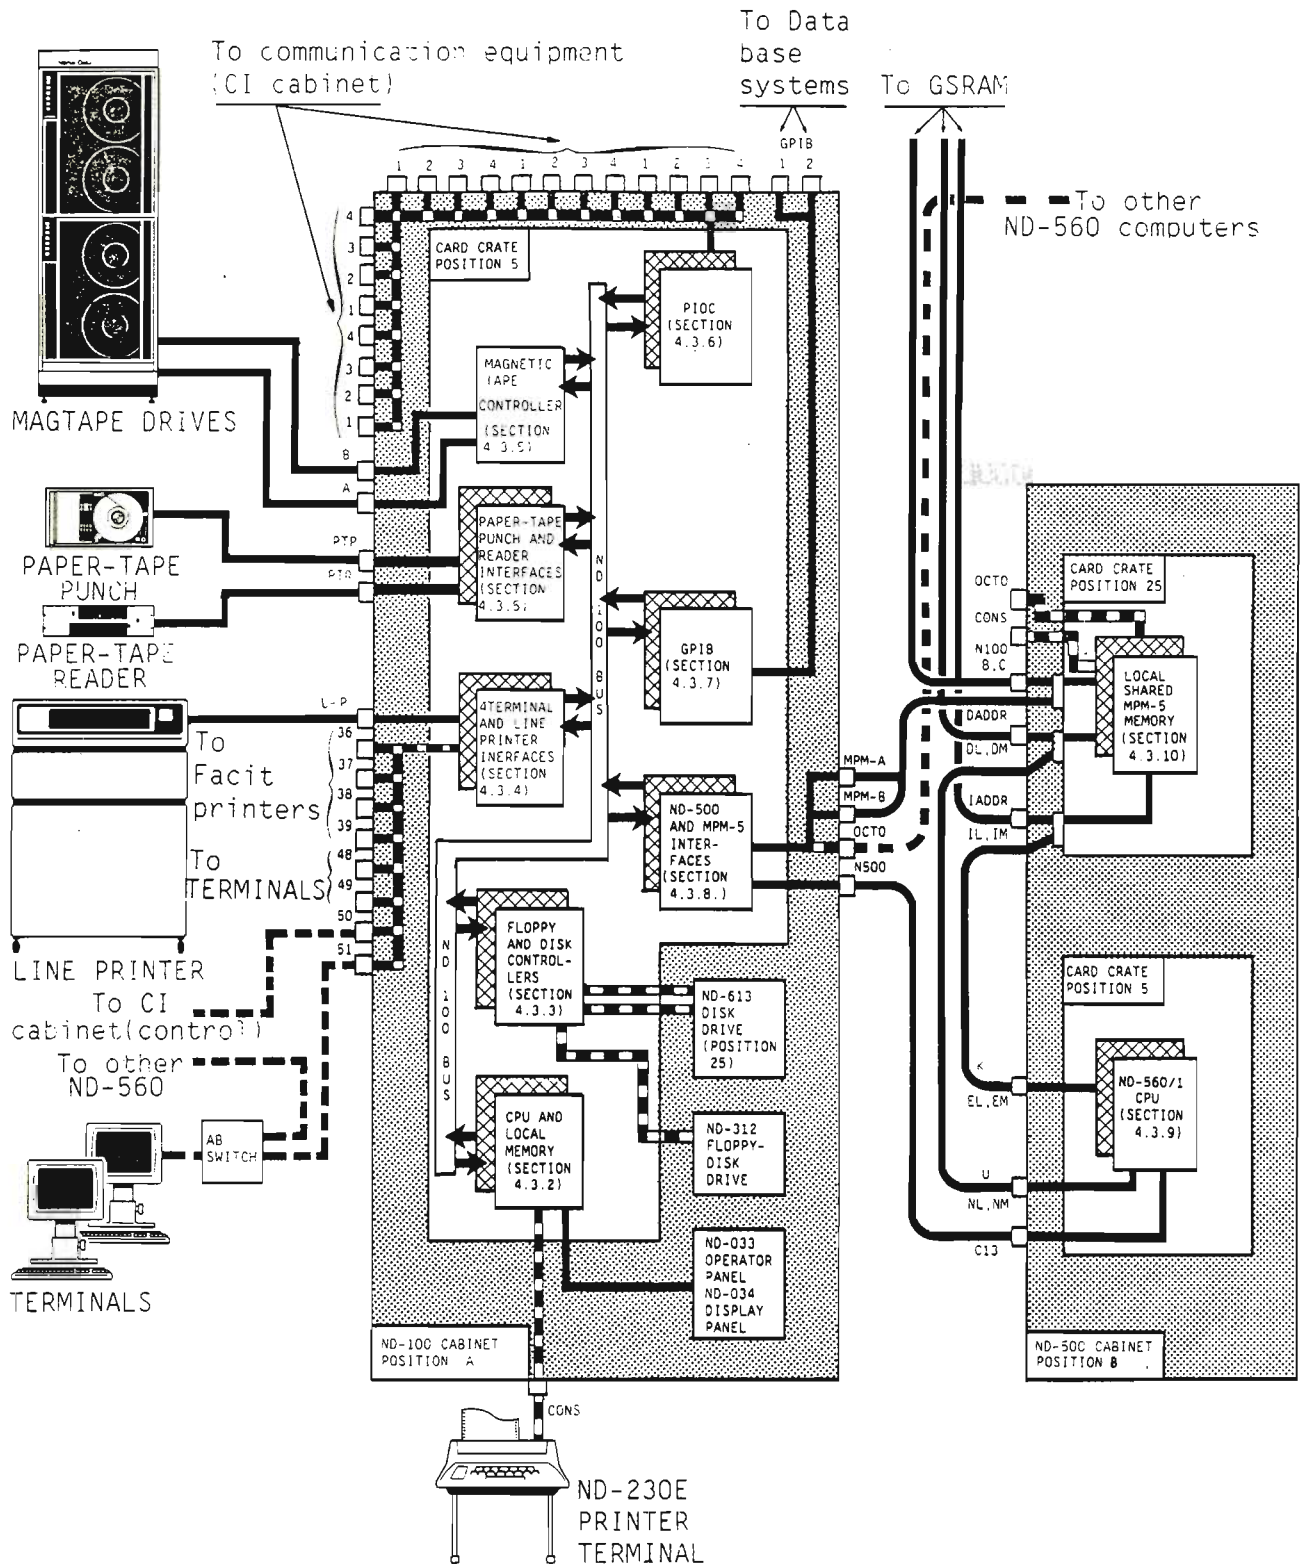 To Data
base
systems
To communication equipment
(CI cabinet)
To GSRAM
GPIB
1 2 3 4 1 2 3 4 1 2 3 4 1 2
To other
ND-560 computers
4
3
2
1
4
3
2
1
B
A
CARD CRATE
POSITION 5
PIOC
(SECTION
4.3.6)
MAGNETIC
TAPE
CONTROLLER
(SECTION
4.3.5)
MAGTAPE DRIVES
PTP
PAPER-TAPE
PUNCH
PAPER-TAPE
READER
PAPER-TAPE
PUNCH AND
READER
INTERFACES
(SECTION
4.3.5)
ND 100 BUS
GPIB
(SECTION
4.3.7)
L-P
36
37
38
39
48
49
50
51
To
Facit
printers
To
TERMINALS
4TERMINAL
AND LINE
PRINTER
INERFACES
(SECTION
4.3.4)
ND-500
AND MPM-5
INTER-
FACES
(SECTION
4.3.8.)
MPM-A
MPM-B
OCTO
N500
LINE PRINTER
To CI
cabinet(control)
To other
ND-560
AB
SWITCH
TERMINALS
ND 100 BUS
FLOPPY
AND DISK
CONTROL-
LERS
(SECTION
4.3.3)
ND-613
DISK
DRIVE
(POSITION
25)
CPU AND
LOCAL
MEMORY
(SECTION
4.3.2)
ND-312
FLOPPY-
DISK
DRIVE
ND-033
OPERATOR
PANEL
ND-034
DISPLAY
PANEL
ND-100 CABINET
POSITION A
CONS
ND-230E
PRINTER
TERMINAL
OCTO
CONS
N100
B,C
DADDR
DL,DM
IADDR
IL,IM
CARD CRATE
POSITION 25
LOCAL
SHARED
MPM-5
MEMORY
(SECTION
4.3.10)
CARD CRATE
POSITION 5
K
EL,EM
U
NL,NM
C13
ND-560/1
CPU
(SECTION
4.3.9)
ND-500 CABINET
POSITION B